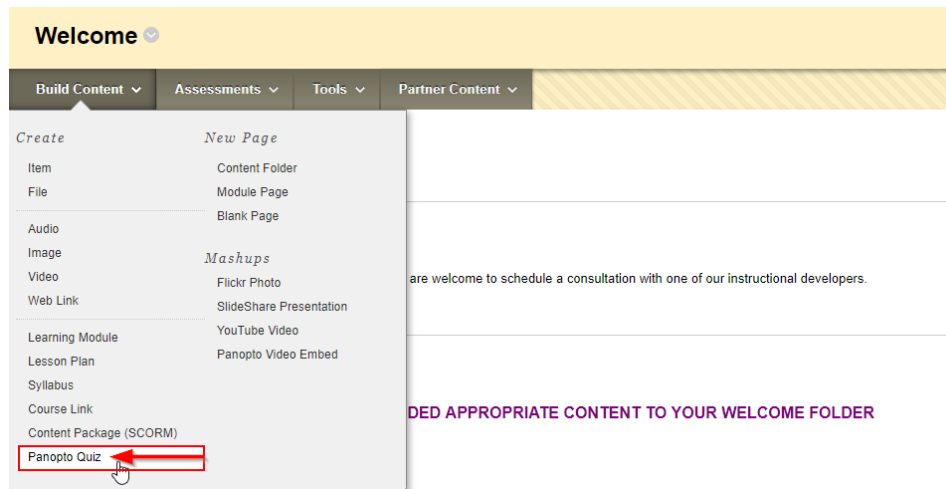 Welcome
Build Content
Assessments
Tools
Partner Content
Create
Item
File
Audio
Image
Video
Web Link
Learning Module
Lesson Plan
Syllabus
Course Link
Content Package (SCORM)
Panopto Quiz
New Page
Content Folder
Module Page
Blank Page
Mashups
Flickr Photo
SlideShare Presentation
YouTube Video
Panopto Video Embed
are welcome to schedule a consultation with one of our instructional developers.
DED APPROPRIATE CONTENT TO YOUR WELCOME FOLDER